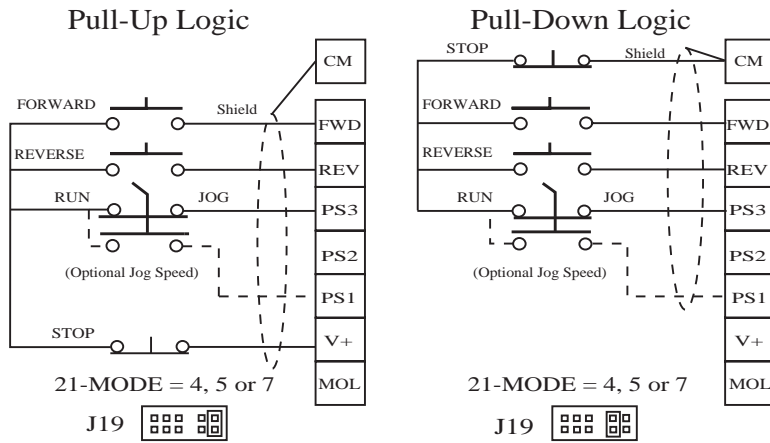 Pull-Up Logic
CM
FORWARD
Shield
FWD
REVERSE
REV
RUN
JOG
PS3
PS2
(Optional Jog Speed)
PS1
STOP
V+
MOL
21-MODE = 4, 5 or 7
J19
Pull-Down Logic
STOP
Shield
CM
FORWARD
FWD
REVERSE
REV
RUN
JOG
PS3
PS2
(Optional Jog Speed)
PS1
V+
MOL
21-MODE = 4, 5 or 7
J19